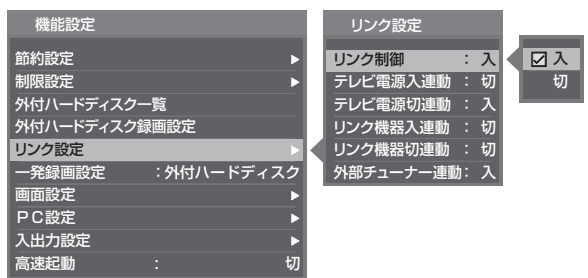 機能設定
節約設定
制限設定
外付ハードディスク一覧
外付ハードディスク録画設定
リンク設定
一発録画設定 :外付ハードディスク
画面設定
PC設定
入出力設定
高速起動 : 切
リンク設定
リンク制御 : 入
テレビ電源入連動 : 切
テレビ電源切連動 : 入
リンク機器入連動 : 切
リンク機器切連動 : 切
外部チューナー連動: 入
入
切